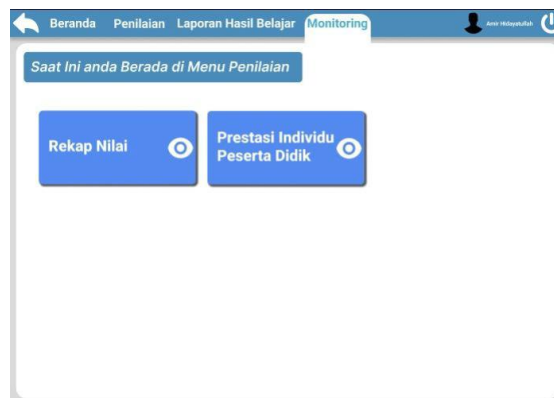 Beranda Penilaian Laporan Hasil Belajar Monitoring Amir Hidayatullah
Saat Ini anda Berada di Menu Penilaian
Rekap Nilai
Prestasi Individu
Peserta Didik